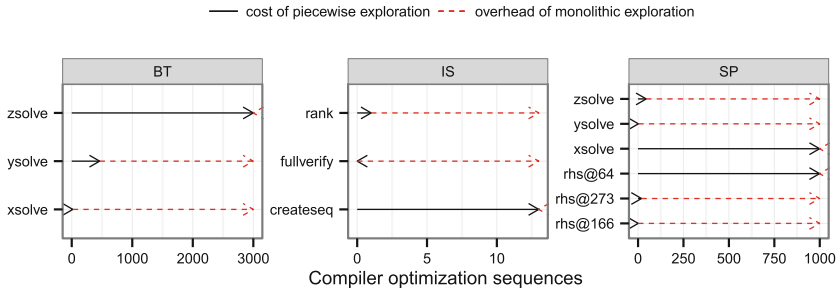 cost of piecewise exploration overhead of monolithic exploration
BT
zsolve
ysolve
xsolve
0 1000 2000 3000
IS
rank
fullverify
createseq
0 5 10
SP
zsolve
ysolve
xsolve
rhs@64
rhs@273
rhs@166
0 250 500 750 1000
Compiler optimization sequences